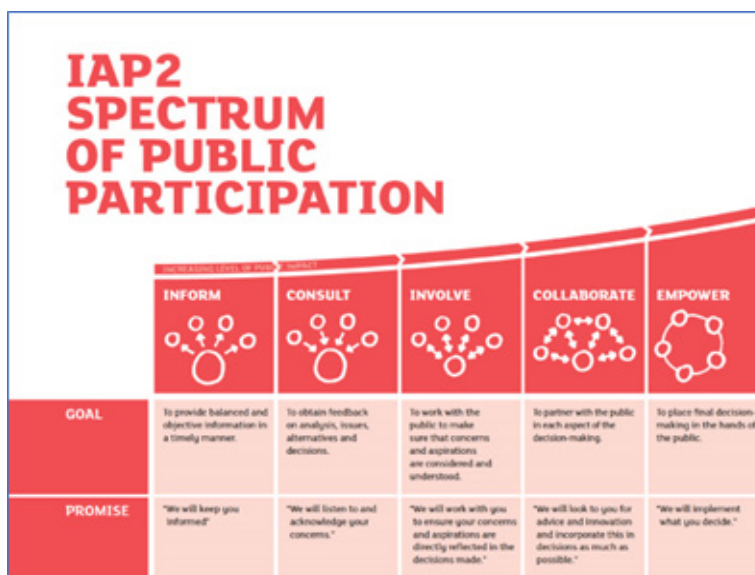 IAP2
SPECTRUM
OF PUBLIC
PARTICIPATION
INCREASING LEVEL OF PUBLIC IMPACT
INFORM
CONSULT
INVOLVE
COLLABORATE
EMPOWER
GOAL
To provide balanced and
objective information in
a timely manner.
To obtain feedback
on analysis, issues,
alternatives and
decisions.
To work with the
public to make
sure that concerns
and aspirations
are considered and
understood.
To partner with the public
in each aspect of the
decision-making.
To place final decision-
making in the hands of
the public.
PROMISE
"We will keep you
informed"
"We will listen to and
acknowledge your
concerns."
"We will work with you
to ensure your concerns
and aspirations are
directly reflected in the
decisions made."
"We will look to you for
advice and innovation
and incorporate this in
decisions as much as
possible."
"We will implement
what you decide."